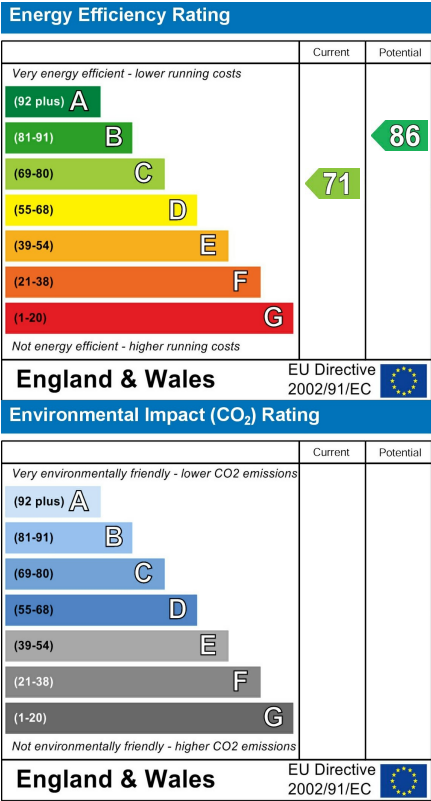 Energy Efficiency Rating
Current Potential
Very energy efficient - lower running costs
(92 plus) A
(81-91) B
86
(69-80) C
71
(55-68) D
(39-54) E
(21-38) F
(1-20) G
Not energy efficient - higher running costs
England & Wales
EU Directive
2002/91/EC
Environmental Impact (CO₂) Rating
Current Potential
Very environmentally friendly - lower CO2 emissions
(92 plus) A
(81-91) B
(69-80) C
(55-68) D
(39-54) E
(21-38) F
(1-20) G
Not environmentally friendly - higher CO2 emissions
England & Wales
EU Directive
2002/91/EC